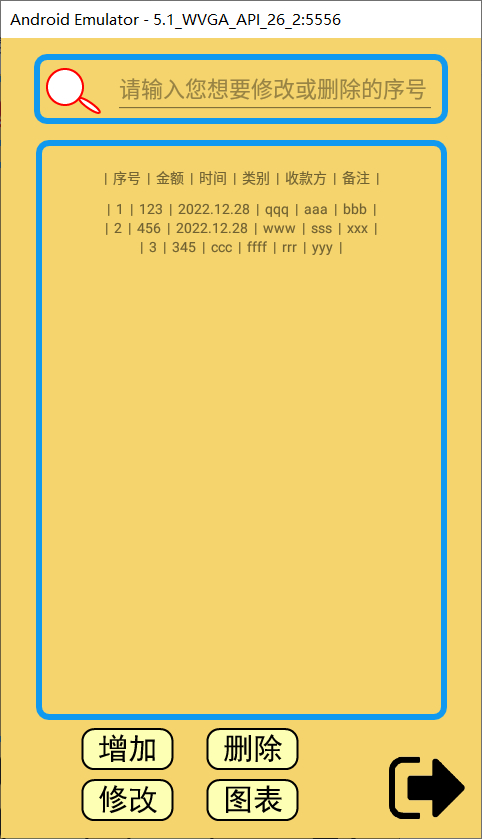 Android Emulator - 5.1_WVGA_API_26_2:5556
请输入您想要修改或删除的序号
| 序号 | 金额 | 时间 | 类别 | 收款方 | 备注 |
| 1 | 123 | 2022.12.28 | qqq | aaa | bbb |
| 2 | 456 | 2022.12.28 | www | sss | xxx |
| 3 | 345 | ccc | ffff | rrr | yyy |
增加 删除
修改 图表